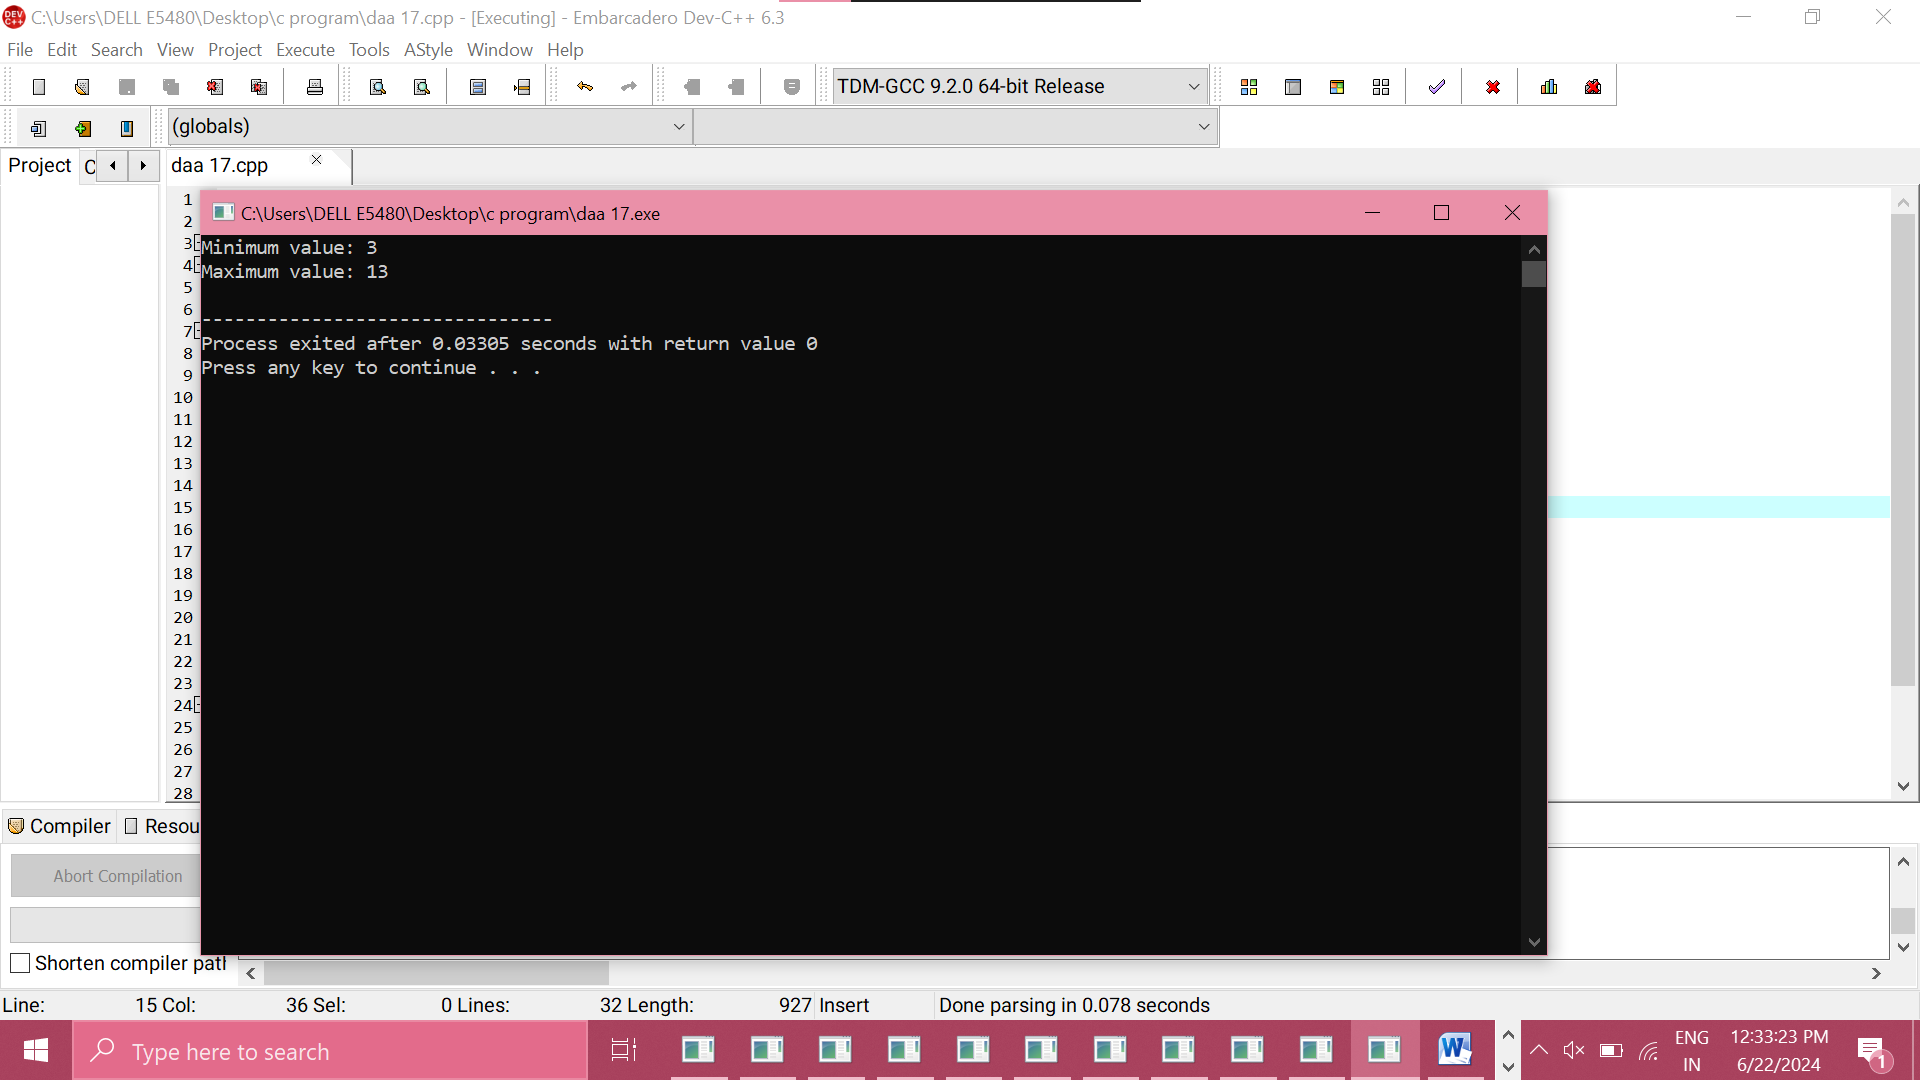 C:\Users\DELL E5480\Desktop\c program\daa 17.cpp - [Executing] - Embarcadero Dev-C++ 6.3
File Edit Search View Project Execute Tools AStyle Window Help
TDM-GCC 9.2.0 64-bit Release
(globals)
Project C daa 17.cpp
C:\Users\DELL E5480\Desktop\c program\daa 17.exe
Minimum value: 3
Maximum value: 13
--------------------------------
Process exited after 0.03305 seconds with return value 0
Press any key to continue . . .
1
2
3
4
5
6
7
8
9
10
11
12
13
14
15
16
17
18
19
20
21
22
23
24
25
26
27
28
Compiler Resou
Abort Compilation
Shorten compiler path
Line: 15 Col: 36 Sel: 0 Lines: 32 Length: 927 Insert Done parsing in 0.078 seconds
Type here to search
ENG
IN
12:33:23 PM
6/22/2024
1